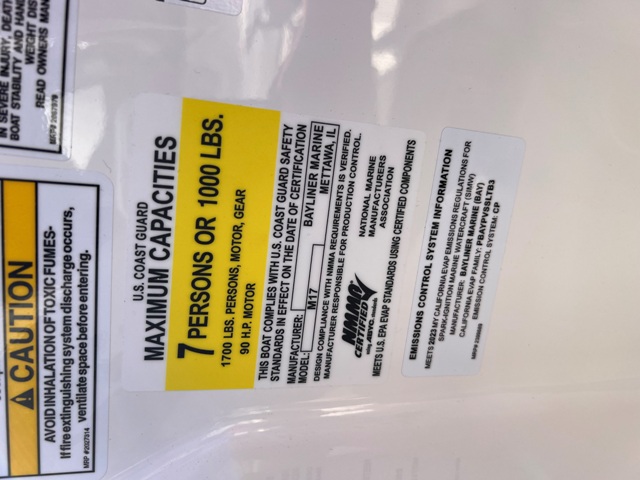 IN SEVERE INJURY, DEATH
BOAT STABILITY AND HAND
WEIGHT DIS
READ OWNERS MAN
⚠ CAUTION
AVOID INHALATION OF TOXIC FUMES-
If fire extinguishing system discharge occurs,
ventilate space before entering.
MRP #2027314
U.S. COAST GUARD
MAXIMUM CAPACITIES
7 PERSONS OR 1000 LBS.
1700 LBS. PERSONS, MOTOR, GEAR
90 H.P. MOTOR
THIS BOAT COMPLIES WITH U.S. COAST GUARD SAFETY
STANDARDS IN EFFECT ON THE DATE OF CERTIFICATION
MANUFACTURER: BAYLINER MARINE
MODEL: M17 METTAWA, IL
DESIGN COMPLIANCE WITH NMMA REQUIREMENTS IS VERIFIED.
MANUFACTURER RESPONSIBLE FOR PRODUCTION CONTROL.
NMMA
CERTIFIED
using ABYC standards
NATIONAL MARINE
MANUFACTURERS
ASSOCIATION
MEETS U.S. EPA EVAP STANDARDS USING CERTIFIED COMPONENTS
EMISSIONS CONTROL SYSTEM INFORMATION
MEETS 2023 MY CALIFORNIA EVAP EMISSIONS REGULATIONS FOR
SPARK-IGNITION MARINE WATERCRAFT (SIMW)
MANUFACTURER: BAYLINER MARINE (BAY)
CALIFORNIA EVAP FAMILY: PBAYPVSSLTB3
EMISSION CONTROL SYSTEM: CP